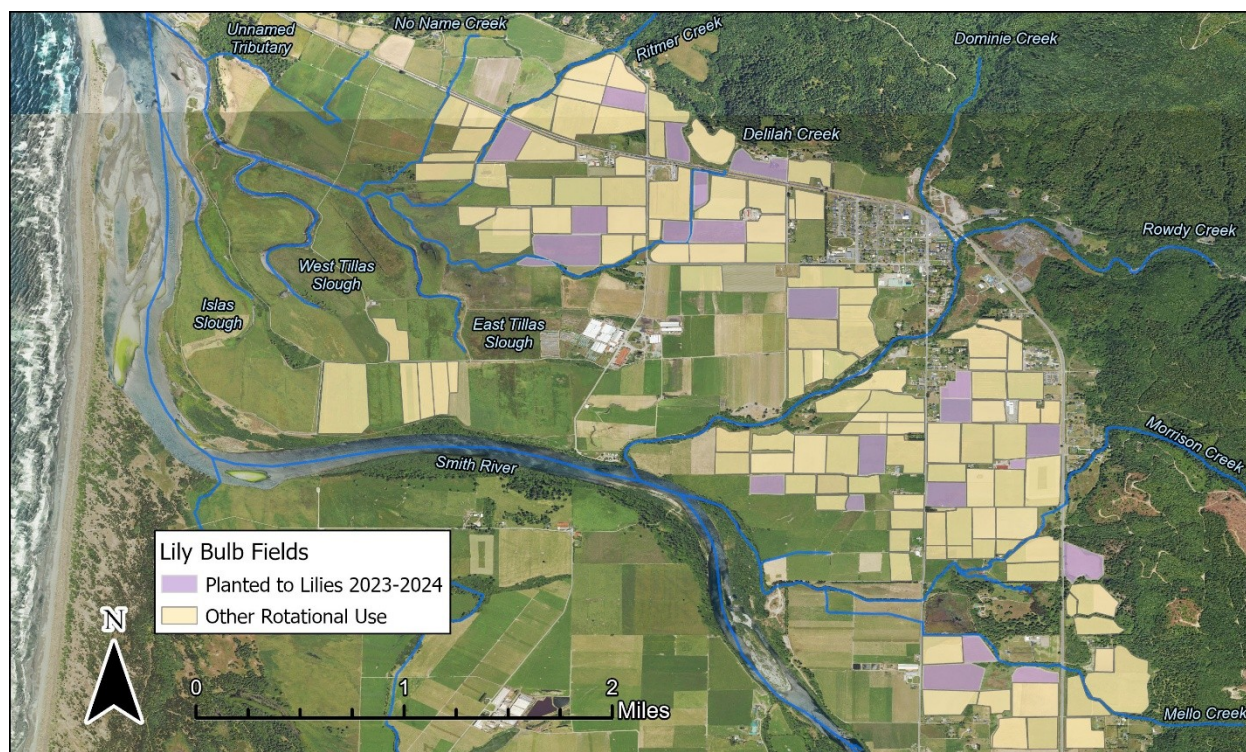 Unnamed
Tributary
No Name Creek
Ritmer Creek
Dominie Creek
Delilah Creek
Rowdy Creek
West Tillas
Slough
Islas
Slough
East Tillas
Slough
Morrison Creek
Smith River
Lily Bulb Fields
Planted to Lilies 2023-2024
Other Rotational Use
N
0
1
2
Miles
Mello Creek